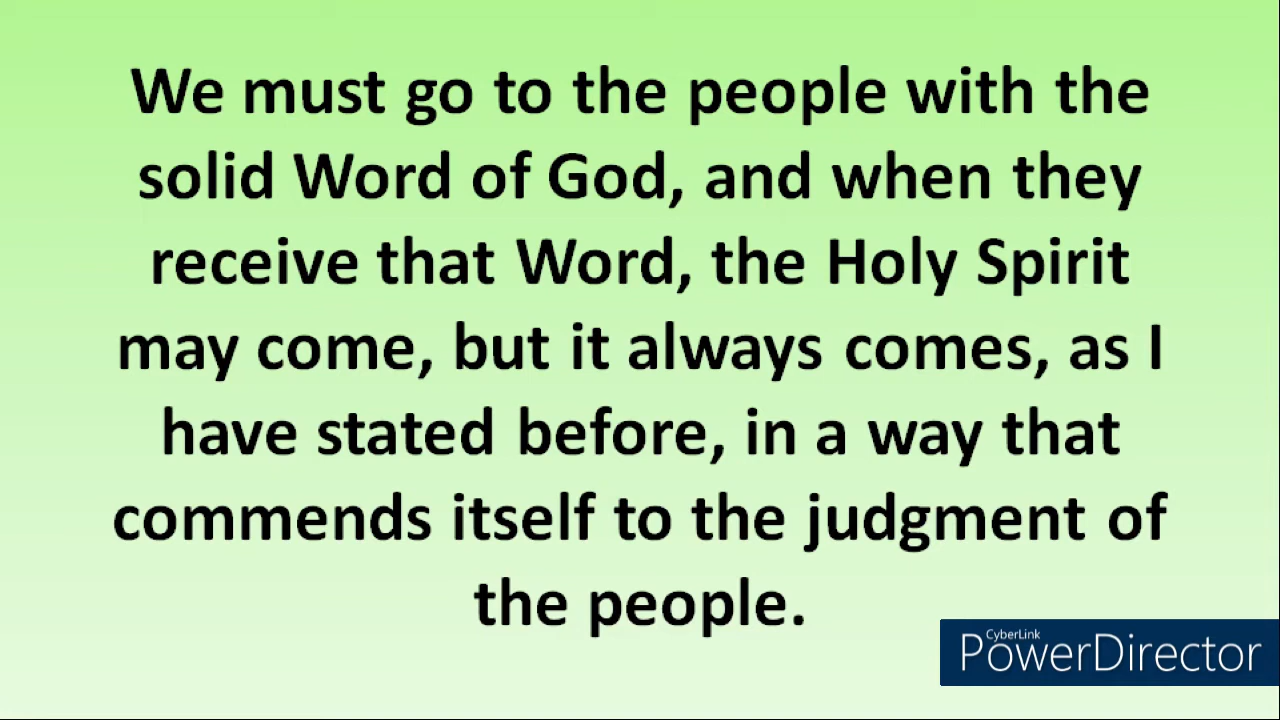 We must go to the people with the
solid Word of God, and when they
receive that Word, the Holy Spirit
may come, but it always comes, as I
have stated before, in a way that
commends itself to the judgment of
the people.
CyberLink
PowerDirector